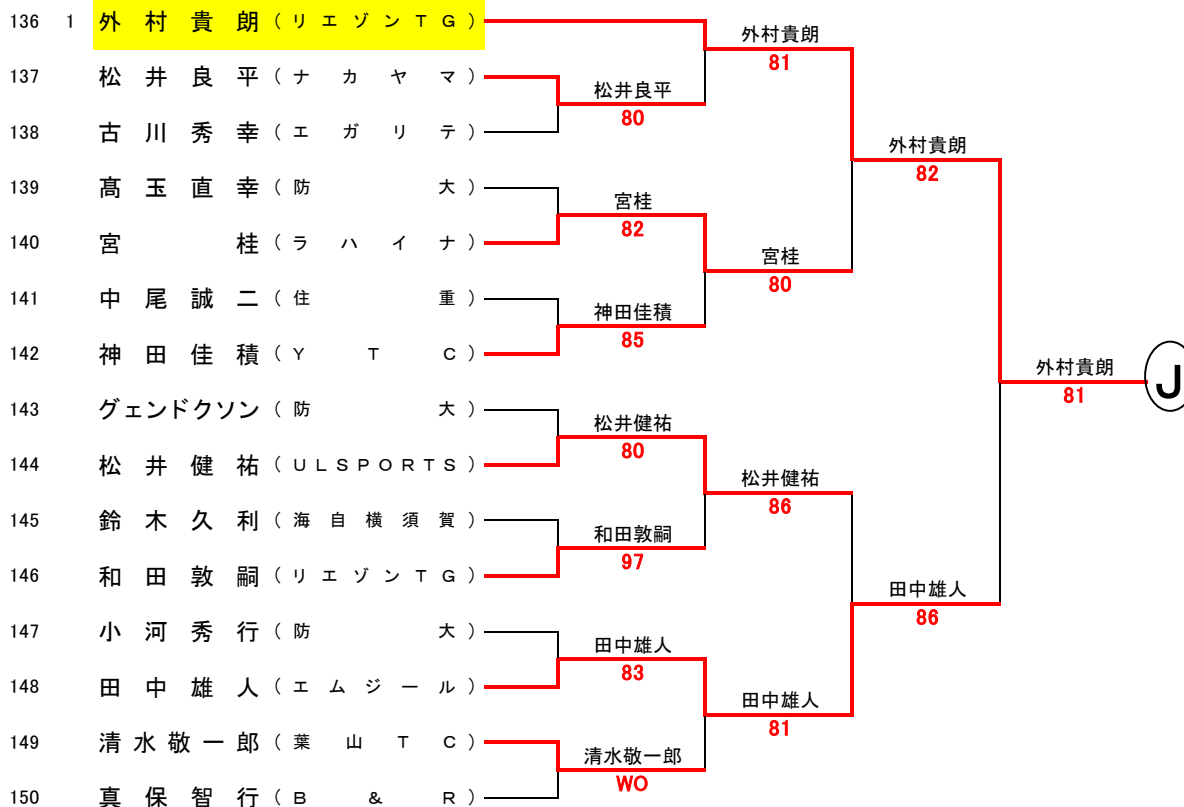 136 1 外村貴朗(リエゾンTG)
外村貴朗
81
137 松井良平(ナカヤマ)
松井良平
80
138 古川秀幸(エガリテ)
外村貴朗
82
139 髙玉直幸(防大)
宮桂
82
140 宮桂(ラハイナ)
宮桂
80
141 中尾誠二(住重)
神田佳積
85
142 神田佳積(YTC)
外村貴朗
81
J
143 グェンドクソン(防大)
松井健祐
80
144 松井健祐(ULSPORTS)
松井健祐
86
145 鈴木久利(海自横須賀)
和田敦嗣
97
146 和田敦嗣(リエゾンTG)
田中雄人
86
147 小河秀行(防大)
田中雄人
83
148 田中雄人(エムジール)
田中雄人
81
149 清水敬一郎(葉山TC)
清水敬一郎
WO
150 真保智行(B&R)